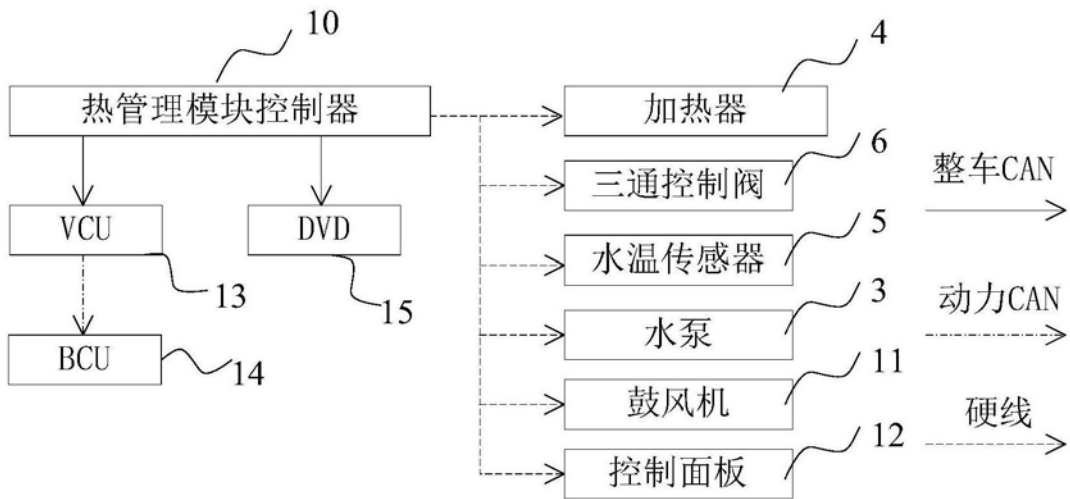 10
热管理模块控制器
VCU
13
DVD
15
BCU
14
4
加热器
6
三通控制阀
5
水温传感器
3
水泵
11
鼓风机
12
控制面板
整车CAN
动力CAN
硬线